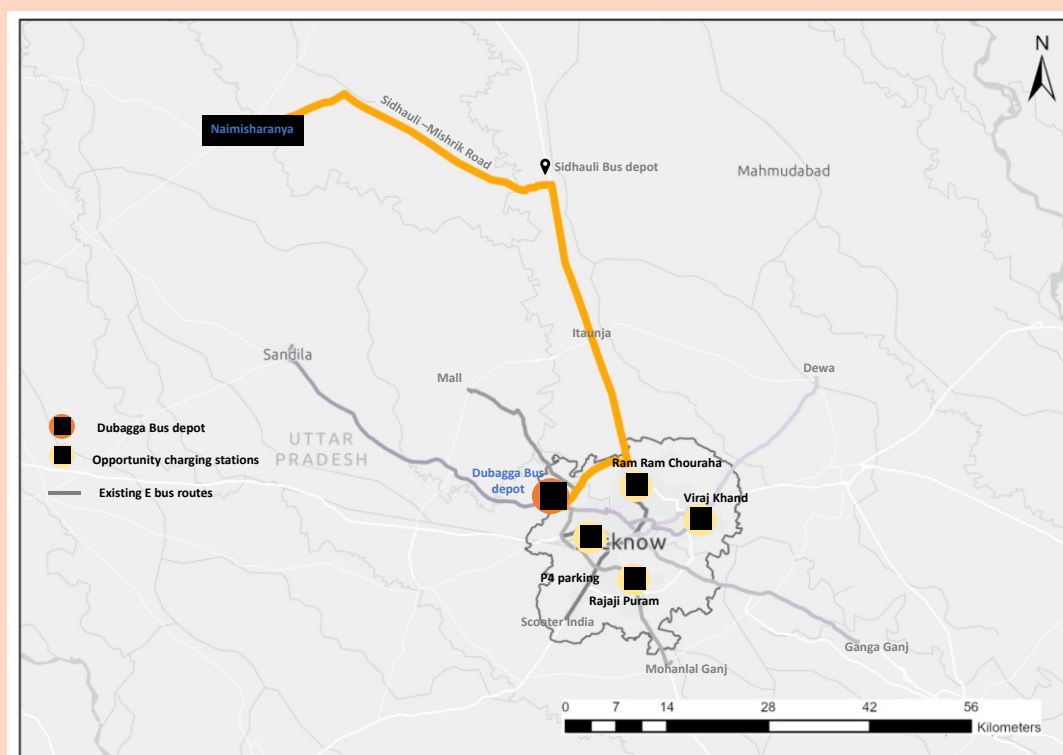 N
Naimisharanya
Sidhauli –Mishrik Road
Sidhauli Bus depot
Mahmudabad
Itaunja
Sandila
Mall
Dewa
Dubagga Bus depot
Opportunity charging stations
Existing E bus routes
UTTAR
PRADESH
Dubagga Bus
depot
Ram Ram Chouraha
Viraj Khand
cknow
P4 parking
Rajaji Puram
Scooter India
Mohanlal Ganj
Ganga Ganj
0 7 14 28 42 56
Kilometers